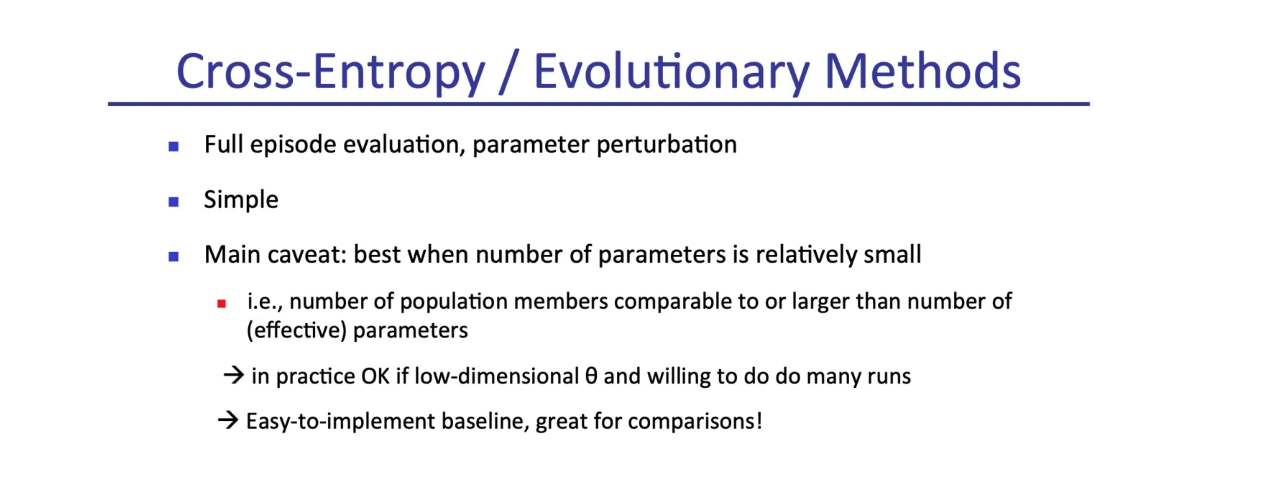 Cross-Entropy / Evolutionary Methods
Full episode evaluation, parameter perturbation
Simple
Main caveat: best when number of parameters is relatively small
i.e., number of population members comparable to or larger than number of
(effective) parameters
→ in practice OK if low-dimensional θ and willing to do do many runs
→ Easy-to-implement baseline, great for comparisons!